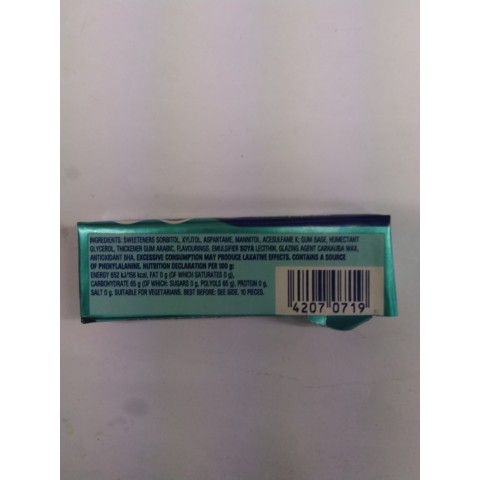 INGREDIENTS: SWEETENERS SORBITOL, XYLITOL, ASPARTAME, MANNITOL, ACESULFAME K; GUM BASE, HUMECTANT
GLYCEROL, THICKENER GUM ARABIC, FLAVOURINGS, EMULSIFIER SOYA LECITHIN, GLAZING AGENT CARNAUBA WAX,
ANTIOXIDANT BHA. EXCESSIVE CONSUMPTION MAY PRODUCE LAXATIVE EFFECTS. CONTAINS A SOURCE
OF PHENYLALANINE. NUTRITION DECLARATION PER 100 g:
ENERGY 652 kJ/156 kcal, FAT 0 g (OF WHICH SATURATES 0 g),
CARBOHYDRATE 65 g (OF WHICH: SUGARS 0 g, POLYOLS 65 g), PROTEIN 0 g,
SALT 0 g. SUITABLE FOR VEGETARIANS. BEST BEFORE: SEE SIDE. 10 PIECES.
4207 0719